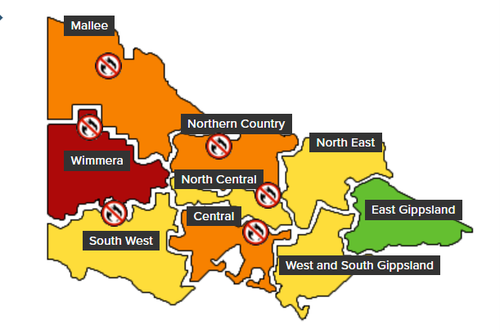 Mallee
Northern Country
North East
Wimmera
North Central
East Gippsland
Central
South West
West and South Gippsland